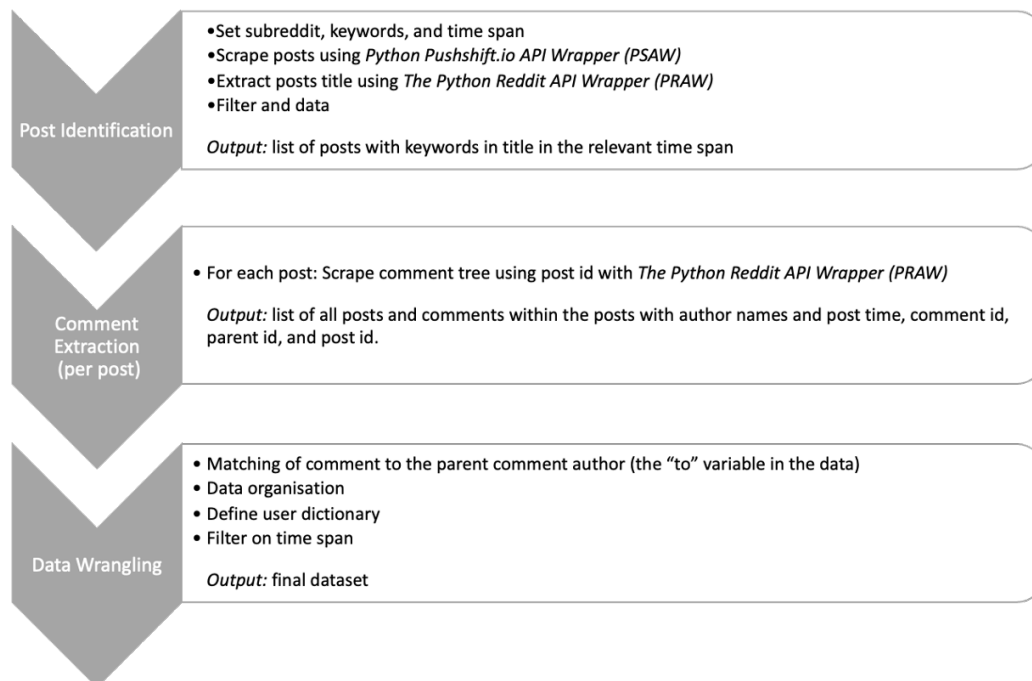 •Set subreddit, keywords, and time span
•Scrape posts using Python Pushshift.io API Wrapper (PSAW)
•Extract posts title using The Python Reddit API Wrapper (PRAW)
•Filter and data
Output: list of posts with keywords in title in the relevant time span
Post Identification
• For each post: Scrape comment tree using post id with The Python Reddit API Wrapper (PRAW)
Output: list of all posts and comments within the posts with author names and post time, comment id,
parent id, and post id.
Comment
Extraction
(per post)
• Matching of comment to the parent comment author (the “to” variable in the data)
• Data organisation
• Define user dictionary
• Filter on time span
Output: final dataset
Data Wrangling